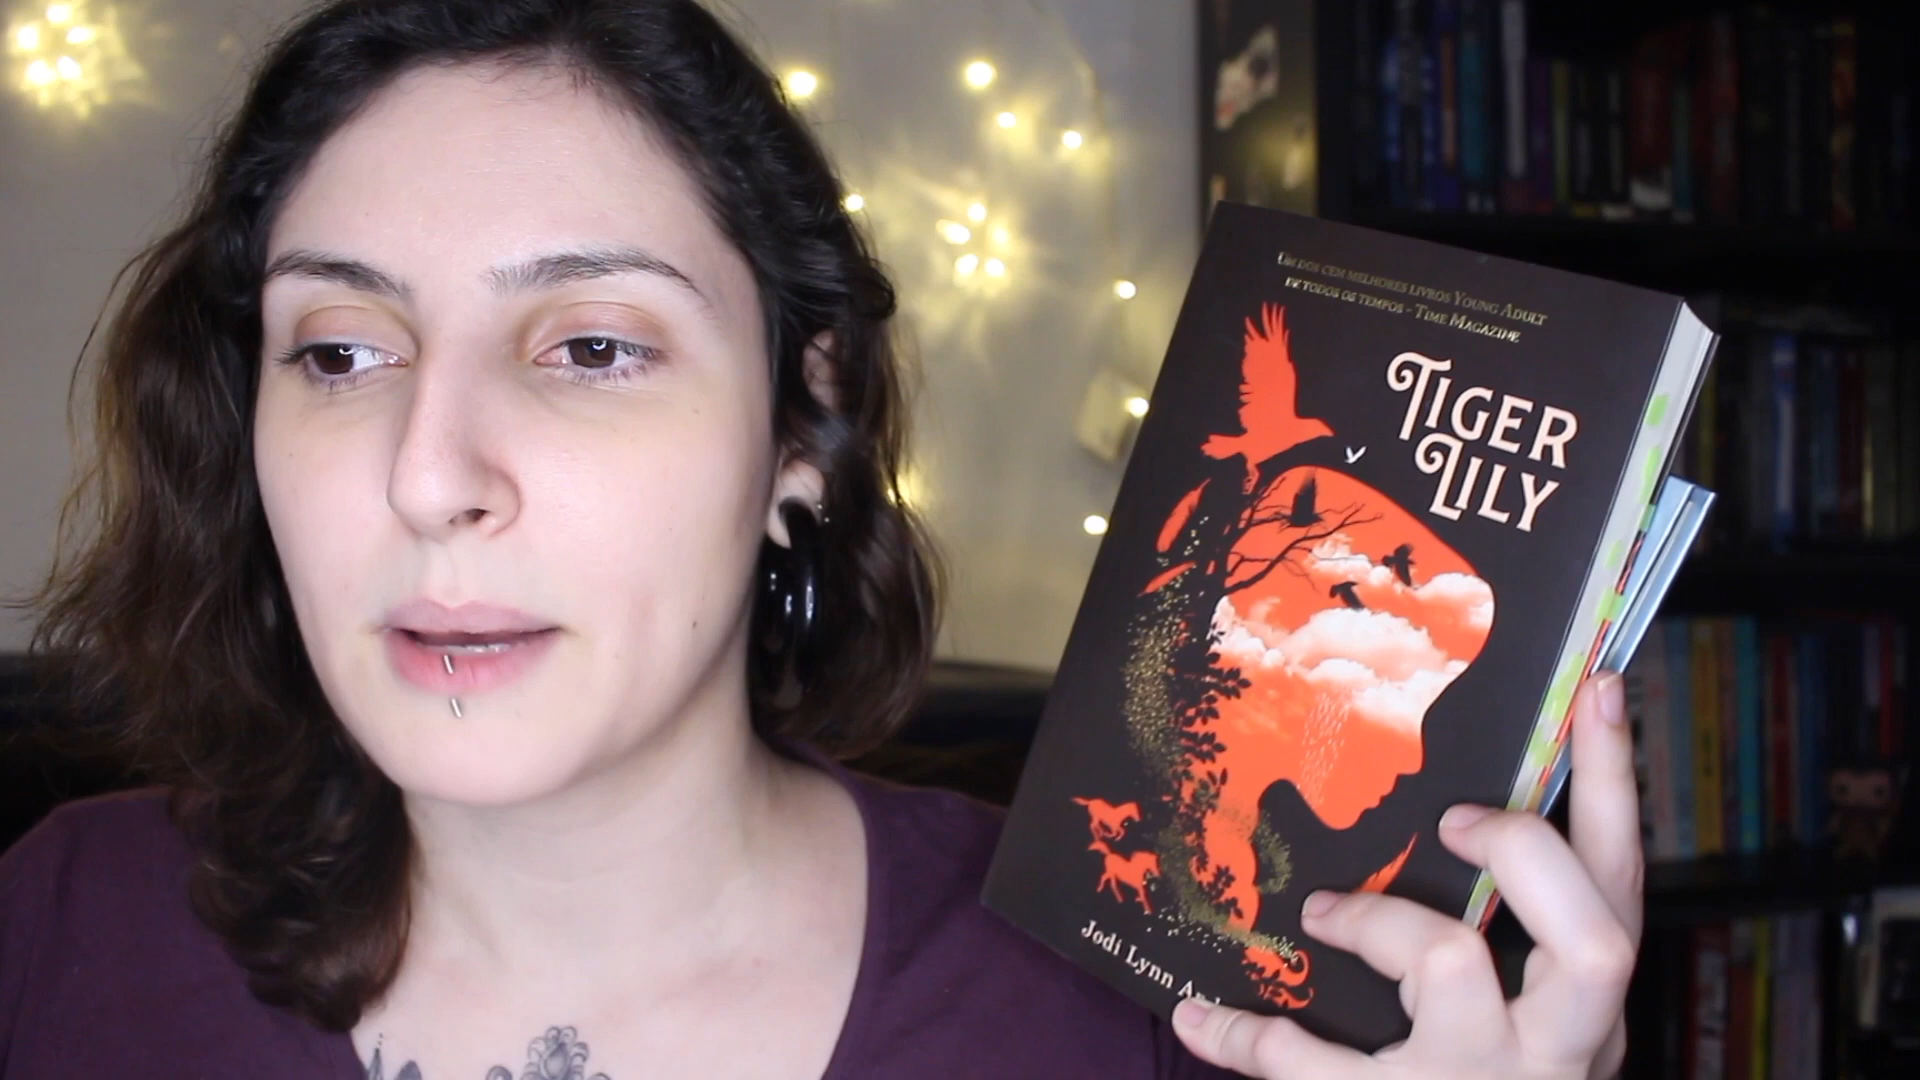 Um dos cem melhores livros Young Adult
de todos os tempos - Time Magazine
Tiger
Lily
Jodi Lynn